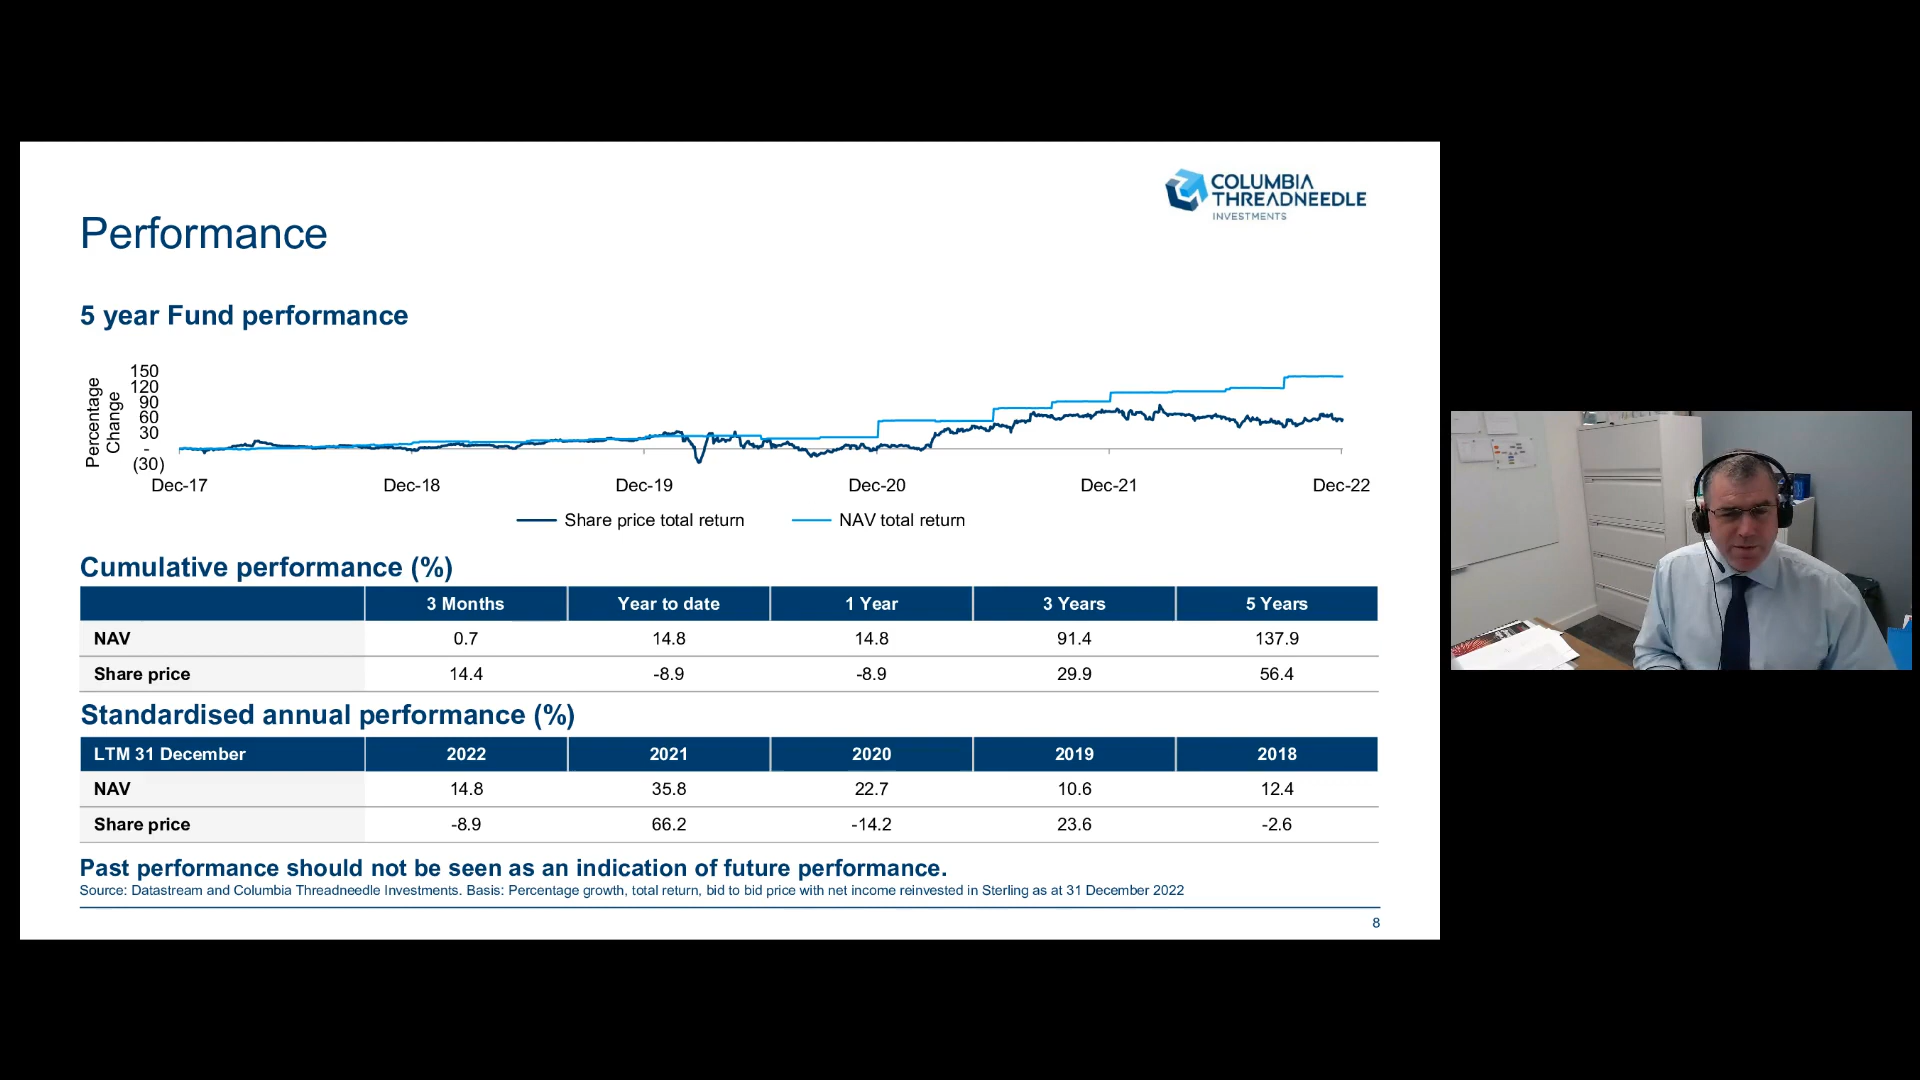 COLUMBIA
THREADNEEDLE
INVESTMENTS
Performance
5 year Fund performance
Percentage
Change
150
120
90
60
30
-
(30)
Dec-17 Dec-18 Dec-19 Dec-20 Dec-21 Dec-22
Share price total return NAV total return
Cumulative performance (%)
3 Months Year to date 1 Year 3 Years 5 Years
NAV 0.7 14.8 14.8 91.4 137.9
Share price 14.4 -8.9 -8.9 29.9 56.4
Standardised annual performance (%)
LTM 31 December 2022 2021 2020 2019 2018
NAV 14.8 35.8 22.7 10.6 12.4
Share price -8.9 66.2 -14.2 23.6 -2.6
Past performance should not be seen as an indication of future performance.
Source: Datastream and Columbia Threadneedle Investments. Basis: Percentage growth, total return, bid to bid price with net income reinvested in Sterling as at 31 December 2022
8